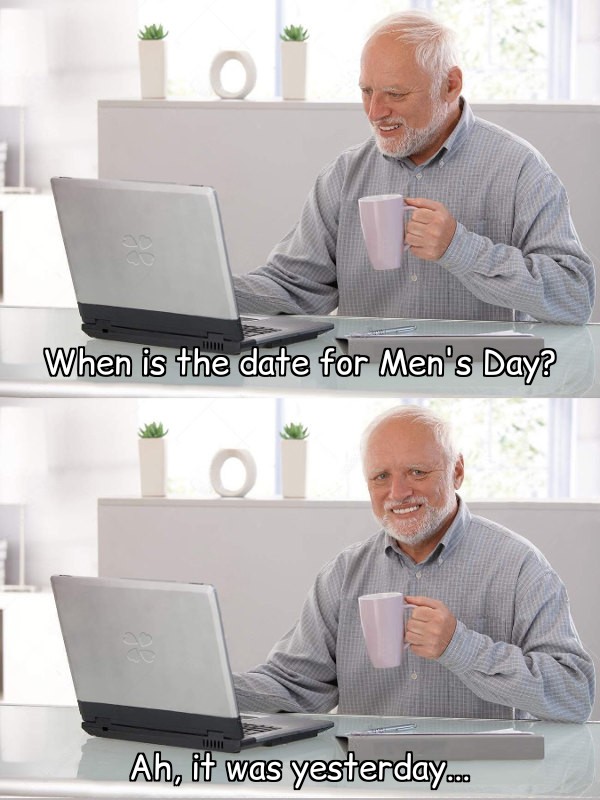 When is the date for Men's Day?
Ah, it was yesterday...